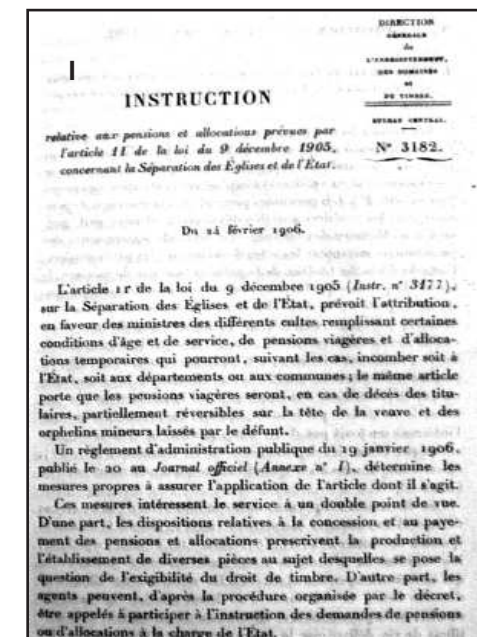 DIRECTION
GÉNÉRALE
de
L'ENREGISTREMENT,
DES DOMAINES
ET
DU TIMBRE.
BUREAU CENTRAL.
N° 3182.
I
INSTRUCTION
relative aux pensions et allocations prévues par
l'article 11 de la loi du 9 décembre 1905,
concernant la Séparation des Églises et de l'État.
Du 24 février 1906.
L'article 11 de la loi du 9 décembre 1905 (Instr. n° 3177),
sur la Séparation des Églises et de l'État, prévoit l'attribution,
en faveur des ministres des différents cultes remplissant certaines
conditions d'âge et de service, de pensions viagères et d'alloca-
tions temporaires qui pourront, suivant les cas, incomber soit à
l'État, soit aux départements ou aux communes; le même article
porte que les pensions viagères seront, en cas de décès des titu-
laires, partiellement réversibles sur la tête de la veuve et des
orphelins mineurs laissés par le défunt.
Un règlement d'administration publique du 19 janvier 1906,
publié le 20 au Journal officiel (Annexe n° I), détermine les
mesures propres à assurer l'application de l'article dont il s'agit.
Ces mesures intéressent le service à un double point de vue.
D'une part, les dispositions relatives à la concession et au paye-
ment des pensions et allocations prescrivent la production et
l'établissement de diverses pièces au sujet desquelles se pose la
question de l'exigibilité du droit de timbre. D'autre part, les
agents peuvent, d'après la procédure organisée par le décret,
être appelés à participer à l'instruction des demandes de pensions
ou d'allocations à la charge de l'État.